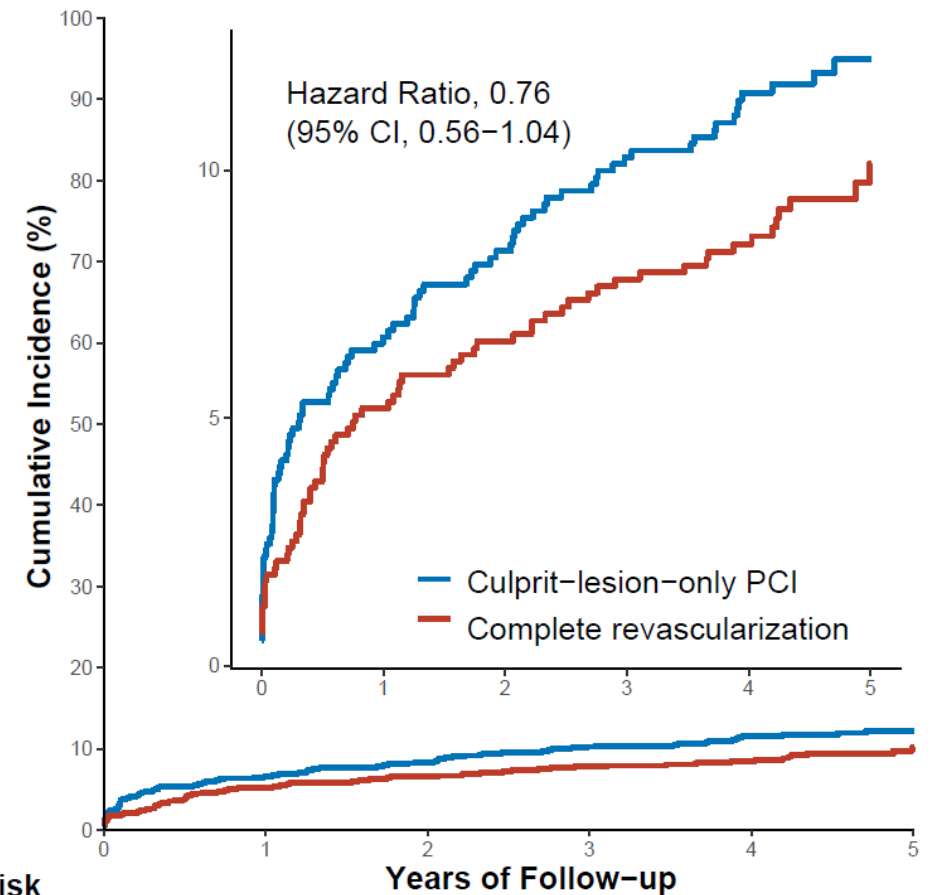 Cumulative Incidence (%)
100
90
80
70
60
50
40
30
20
10
0
10
5
0
Hazard Ratio, 0.76
(95% CI, 0.56−1.04)
Culprit−lesion−only PCI
Complete revascularization
0 1 2 3 4 5
0 1 2 3 4 5
Years of Follow−up
isk